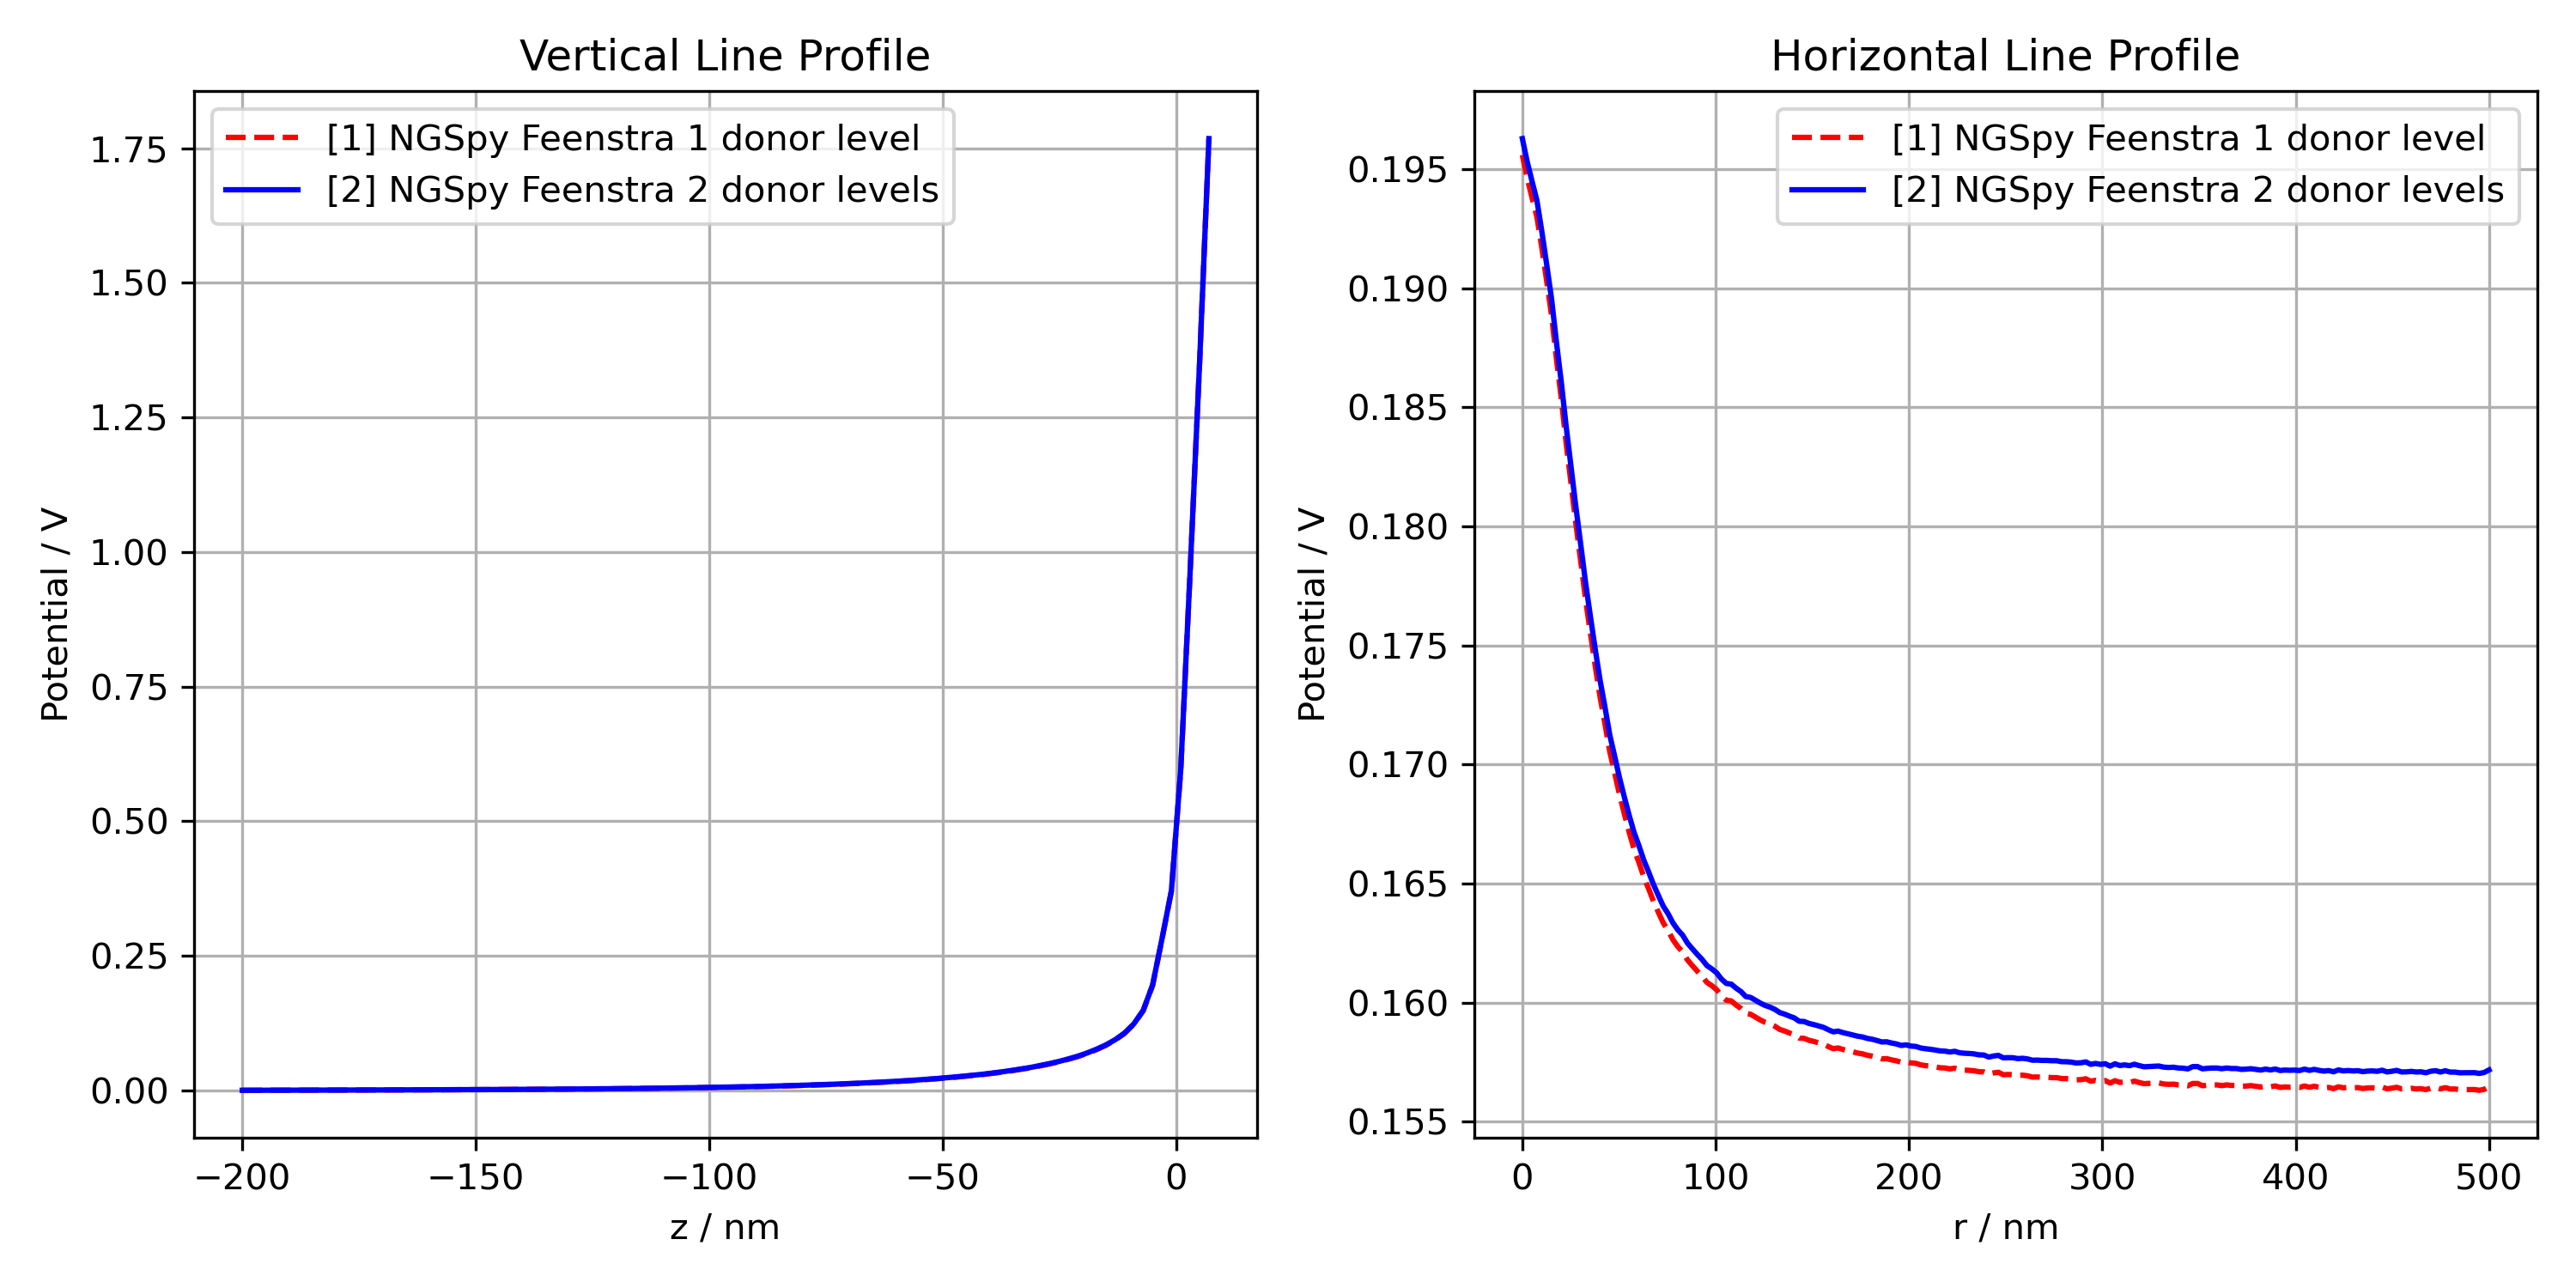 Vertical Line Profile
[1] NGSpy Feenstra 1 donor level
[2] NGSpy Feenstra 2 donor levels
1.75
1.50
1.25
1.00
0.75
0.50
0.25
0.00
Potential / V
−200
−150
−100
−50
0
z / nm
Horizontal Line Profile
[1] NGSpy Feenstra 1 donor level
[2] NGSpy Feenstra 2 donor levels
0.195
0.190
0.185
0.180
0.175
0.170
0.165
0.160
0.155
Potential / V
0
100
200
300
400
500
r / nm